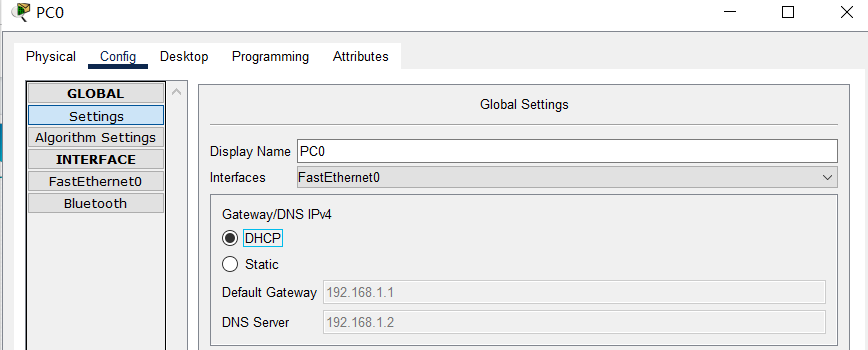 PC0
Physical Config Desktop Programming Attributes
GLOBAL
Settings
Algorithm Settings
INTERFACE
FastEthernet0
Bluetooth
Global Settings
Display Name PC0
Interfaces FastEthernet0
Gateway/DNS IPv4
DHCP
Static
Default Gateway 192.168.1.1
DNS Server 192.168.1.2